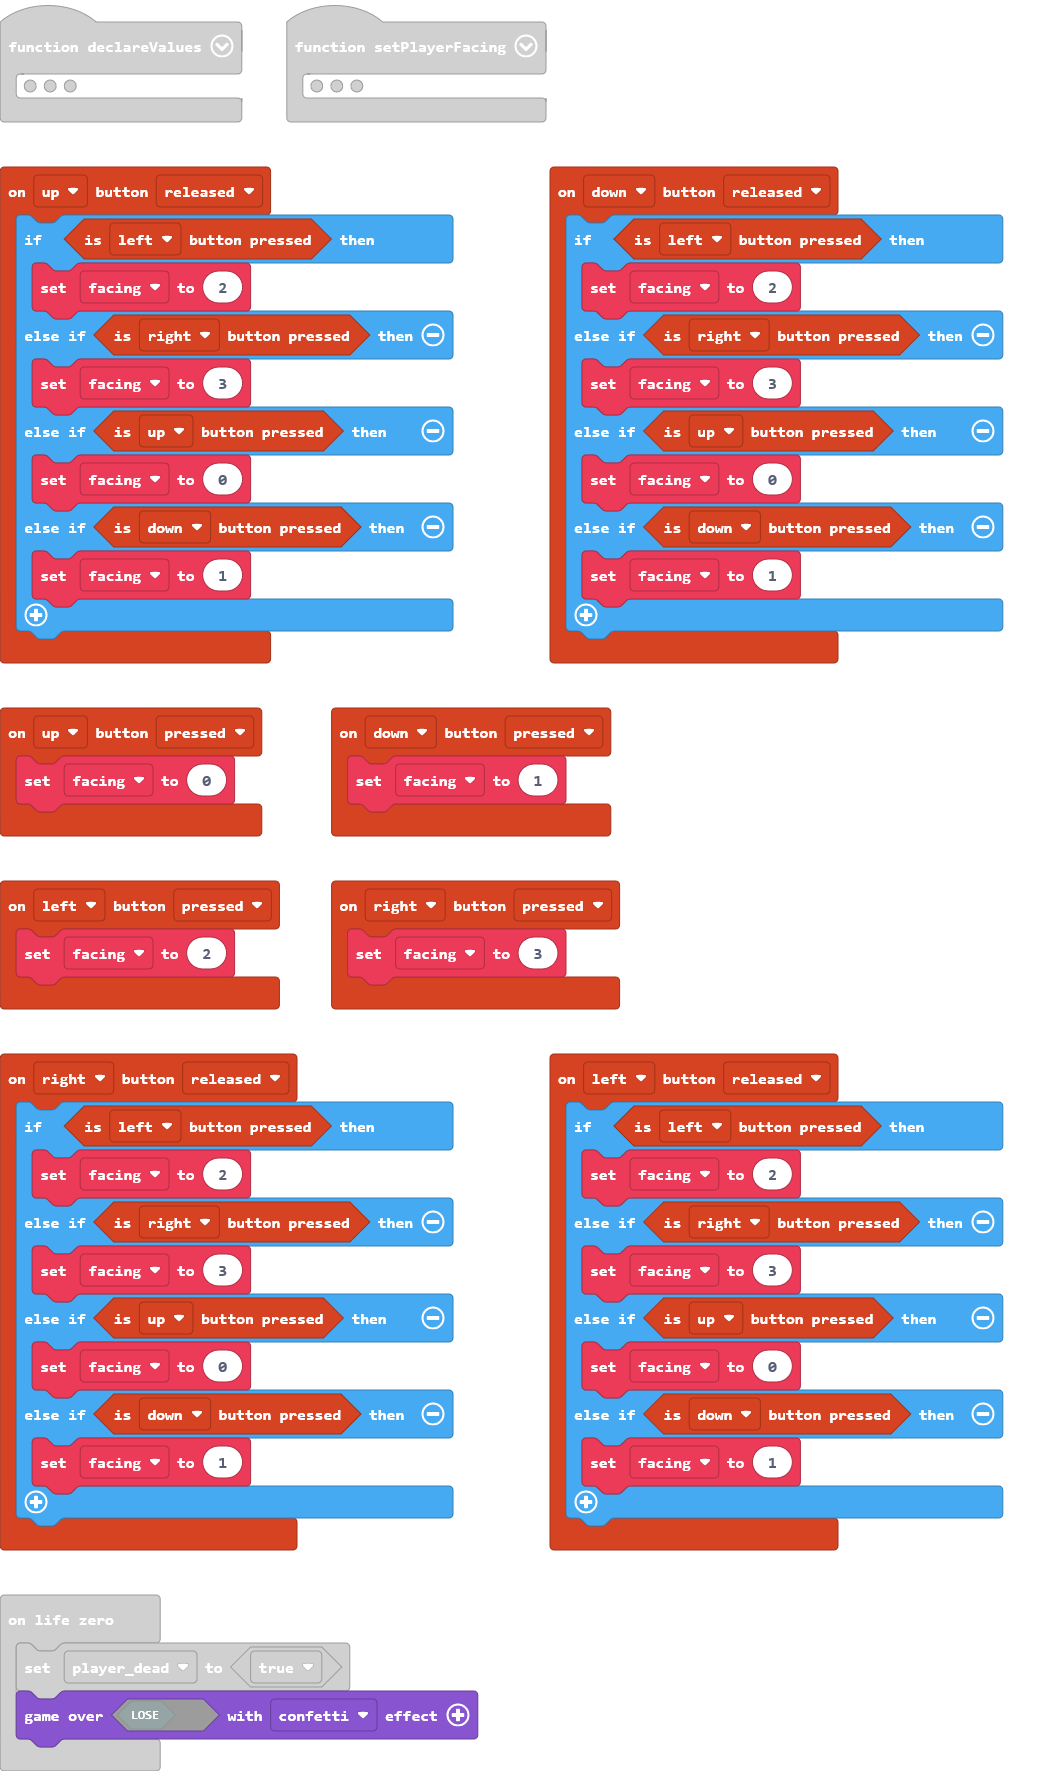 function declareValues
function setPlayerFacing
on up button released
if is left button pressed then
set facing to 2
else if is right button pressed then
set facing to 3
else if is up button pressed then
set facing to 0
else if is down button pressed then
set facing to 1
on down button released
if is left button pressed then
set facing to 2
else if is right button pressed then
set facing to 3
else if is up button pressed then
set facing to 0
else if is down button pressed then
set facing to 1
on up button pressed
set facing to 0
on down button pressed
set facing to 1
on left button pressed
set facing to 2
on right button pressed
set facing to 3
on right button released
if is left button pressed then
set facing to 2
else if is right button pressed then
set facing to 3
else if is up button pressed then
set facing to 0
else if is down button pressed then
set facing to 1
on left button released
if is left button pressed then
set facing to 2
else if is right button pressed then
set facing to 3
else if is up button pressed then
set facing to 0
else if is down button pressed then
set facing to 1
on life zero
set player_dead to true
game over LOSE with confetti effect